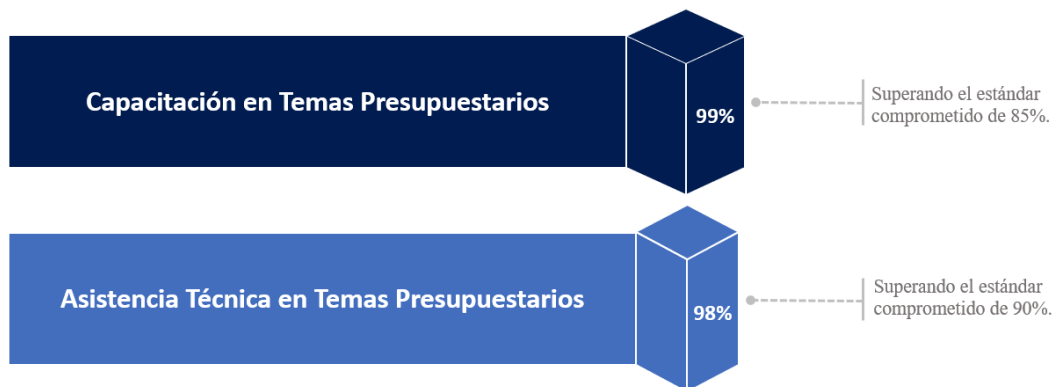 Capacitación en Temas Presupuestarios
99%
Superando el estándar
comprometido de 85%.
Asistencia Técnica en Temas Presupuestarios
98%
Superando el estándar
comprometido de 90%.